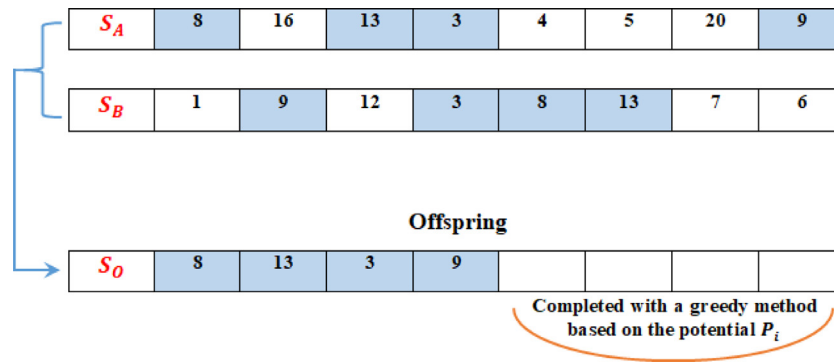 S_A 8 16 13 3 4 5 20 9
S_B 1 9 12 3 8 13 7 6
Offspring
S_O 8 13 3 9
Completed with a greedy method
based on the potential P_i